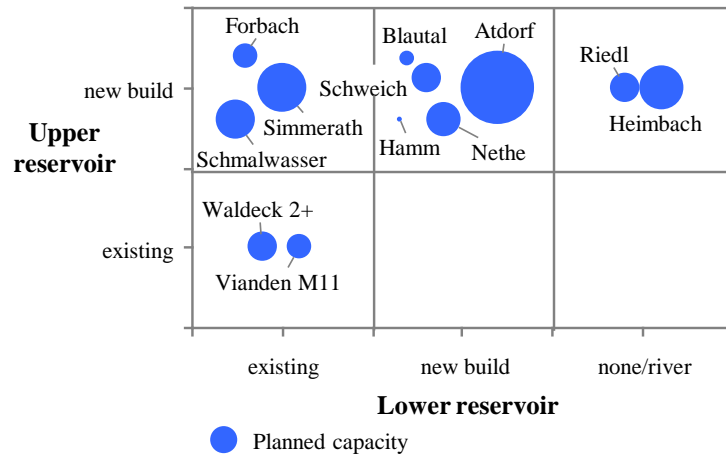 Forbach
Blautal
Atdorf
Riedl
new build
Schweich
Simmerath
Heimbach
Upper
reservoir
Schmalwasser
Hamm
Nethe
Waldeck 2+
existing
Vianden M11
existing
new build
none/river
Lower reservoir
Planned capacity